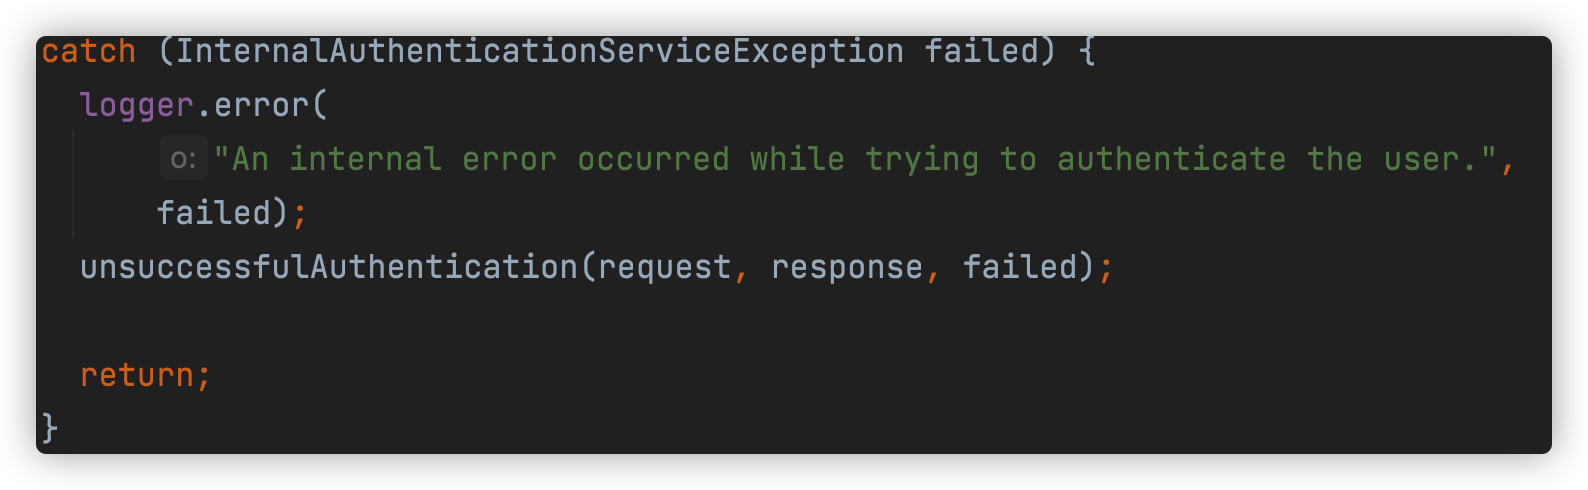 catch (InternalAuthenticationServiceException failed) {
logger.error(
o: "An internal error occurred while trying to authenticate the user.",
failed);
unsuccessfulAuthentication(request, response, failed);
return;
}